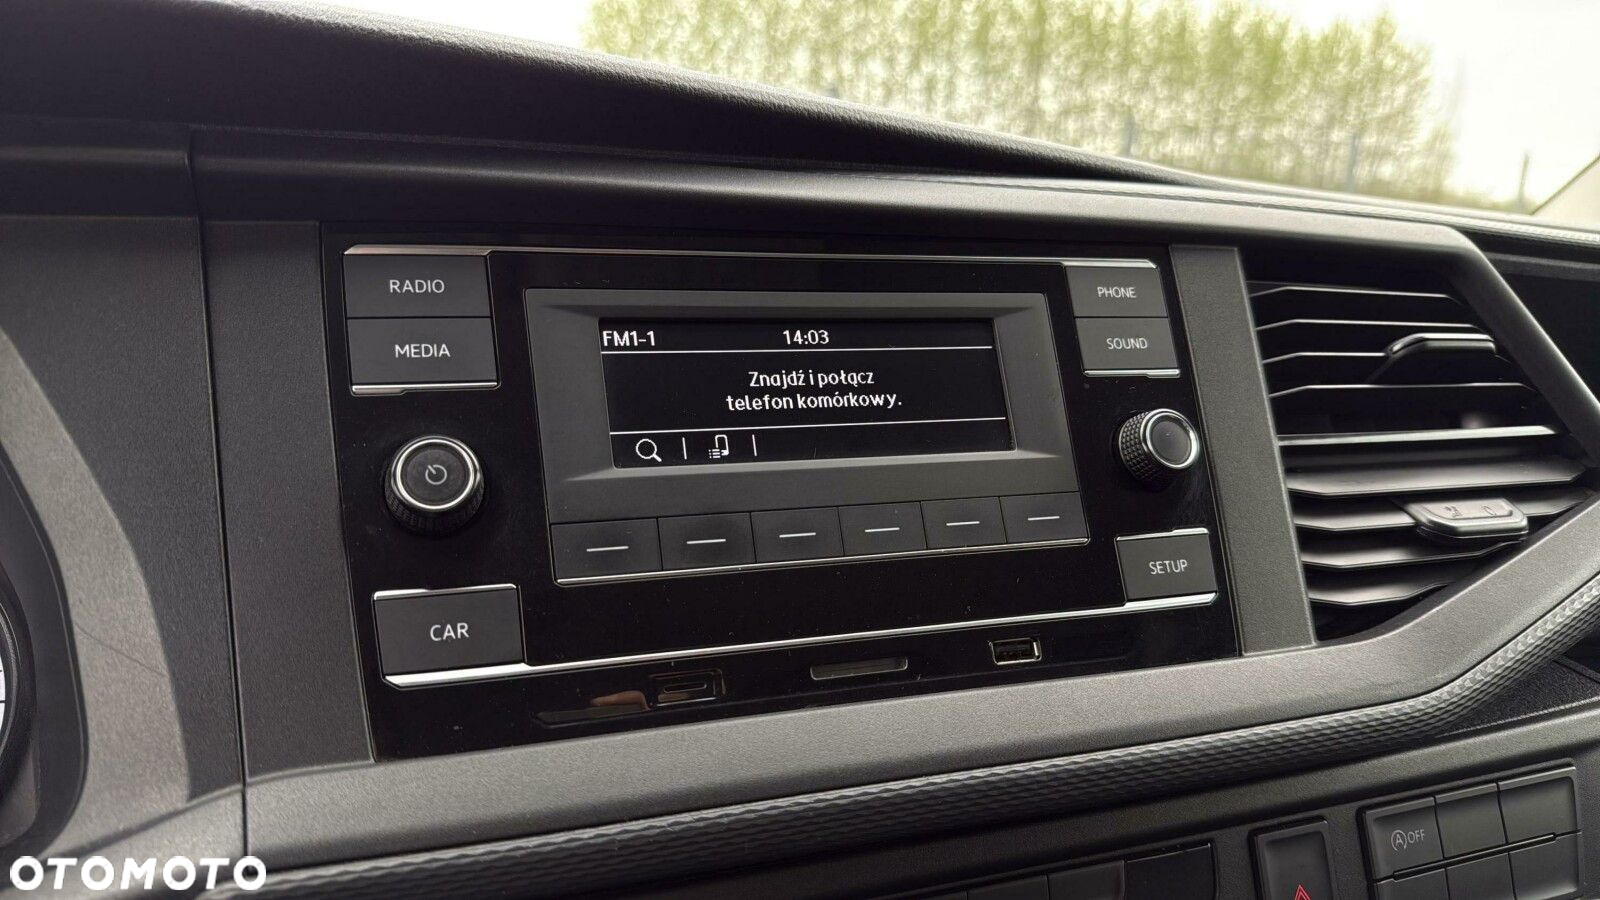 RADIO
MEDIA
FM1-1 14:03
Znajdź i połącz
telefon komórkowy.
PHONE
SOUND
CAR
SETUP
A OFF
OTOMOTO